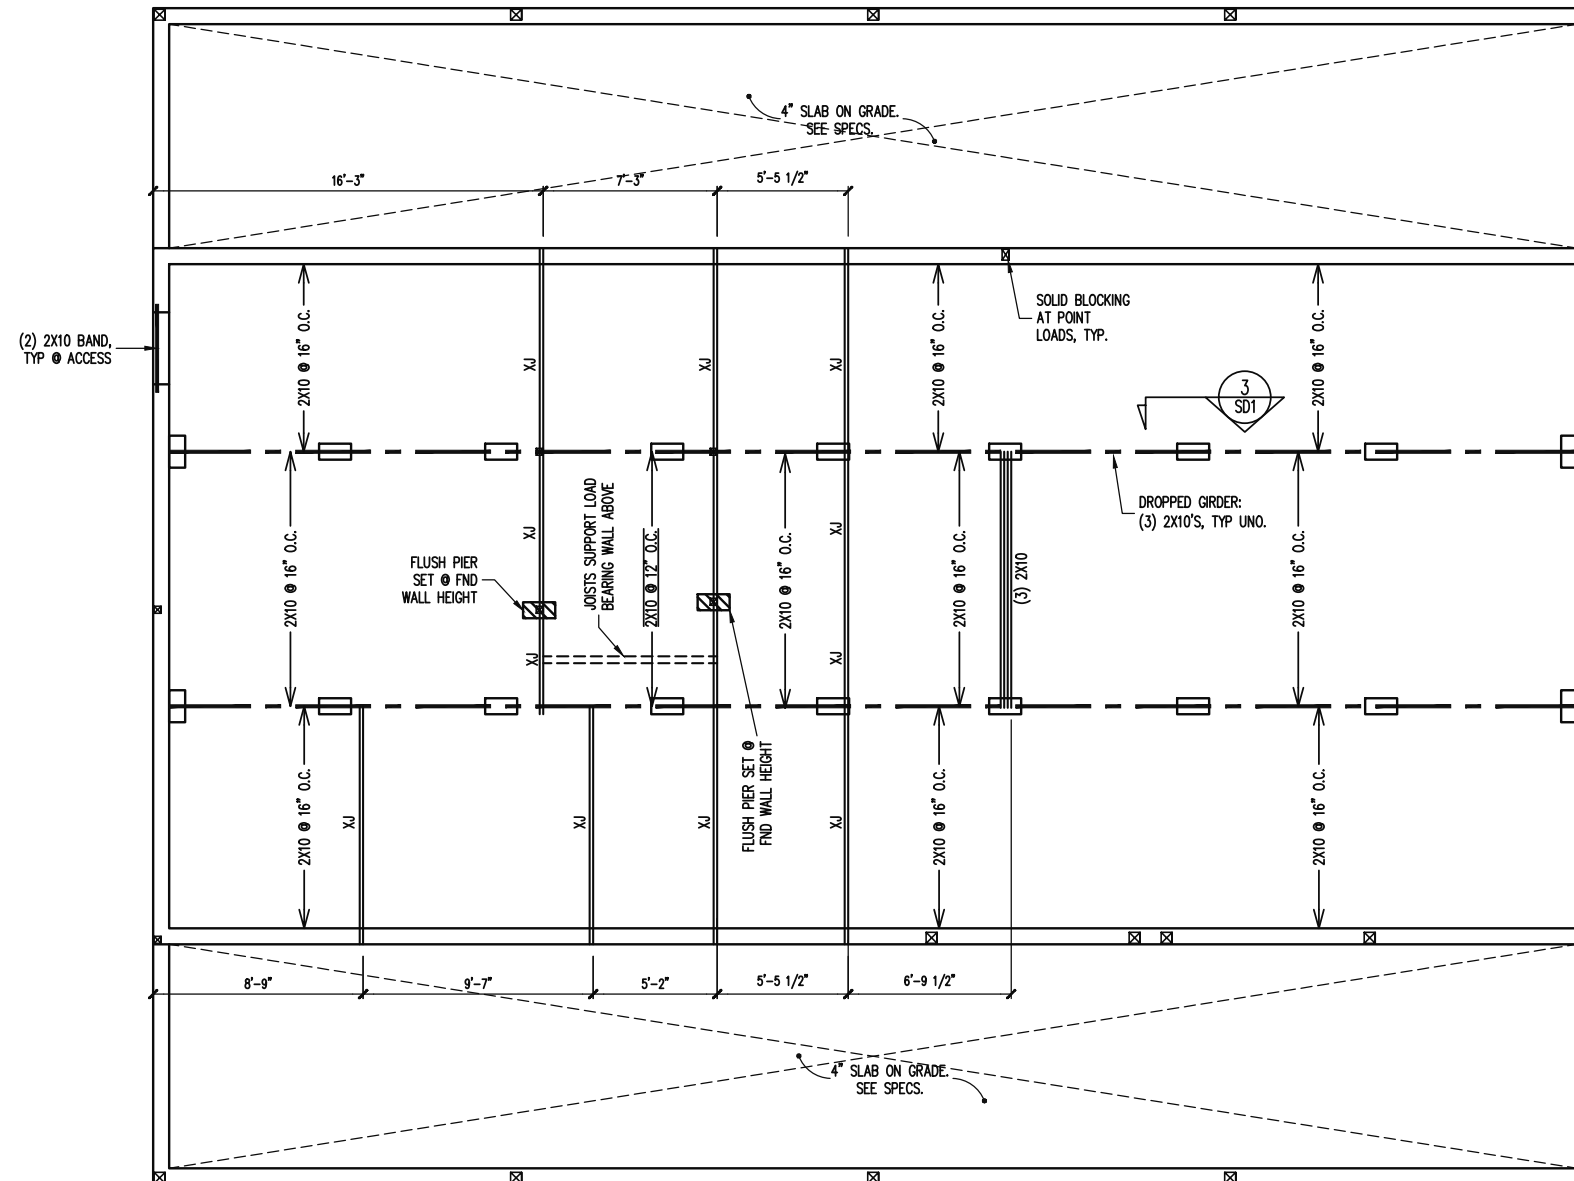 4" SLAB ON GRADE.
SEE SPECS.
16'-3"
7'-3"
5'-5 1/2"
(2) 2X10 BAND,
TYP @ ACCESS
2X10 @ 16" O.C.
XJ
XJ
XJ
2X10 @ 16" O.C.
SOLID BLOCKING
AT POINT
LOADS, TYP.
2X10 @ 16" O.C.
3
SD1
DROPPED GIRDER:
(3) 2X10'S, TYP UNO.
2X10 @ 16" O.C.
FLUSH PIER
SET @ FND
WALL HEIGHT
XJ
XJ
JOISTS SUPPORT LOAD
BEARING WALL ABOVE
2X10 @ 12" O.C.
2X10 @ 16" O.C.
XJ
XJ
2X10 @ 16" O.C.
(3) 2X10
2X10 @ 16" O.C.
2X10 @ 16" O.C.
XJ
XJ
XJ
FLUSH PIER SET @
FND WALL HEIGHT
XJ
2X10 @ 16" O.C.
2X10 @ 16" O.C.
8'-9"
9'-7"
5'-2"
5'-5 1/2"
6'-9 1/2"
4" SLAB ON GRADE.
SEE SPECS.